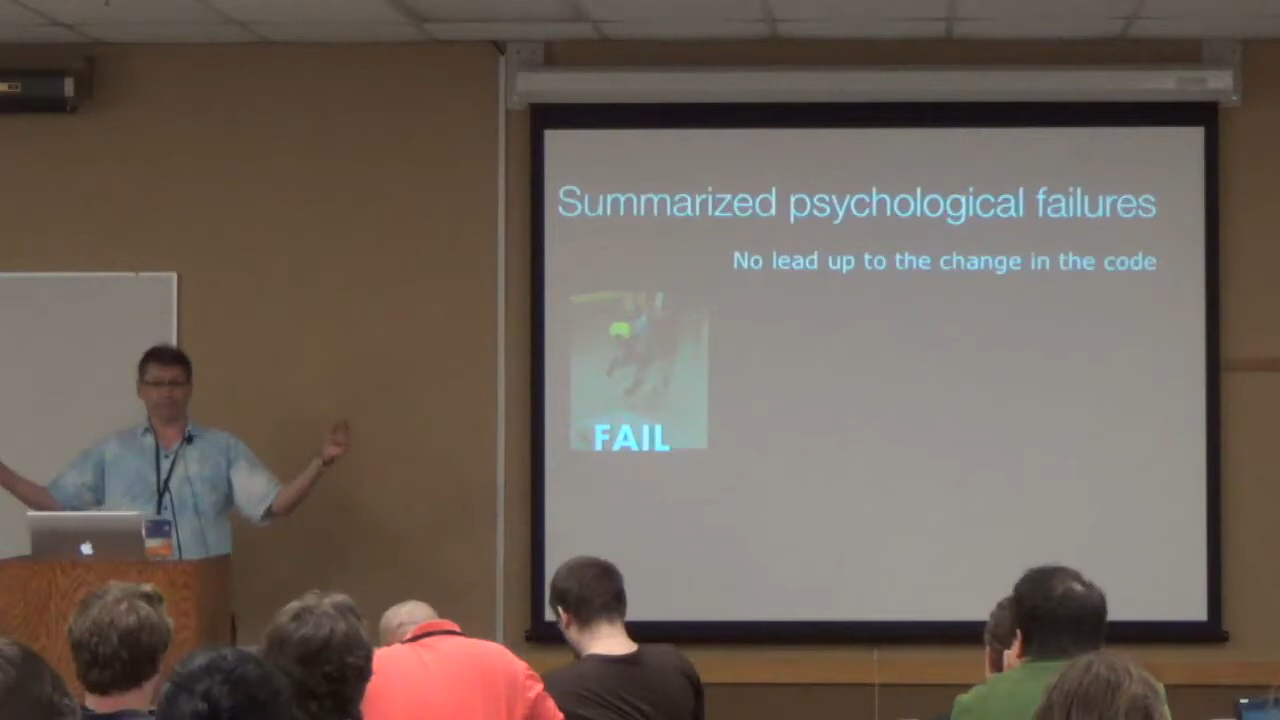 Summarized psychological failures
No lead up to the change in the code
FAIL